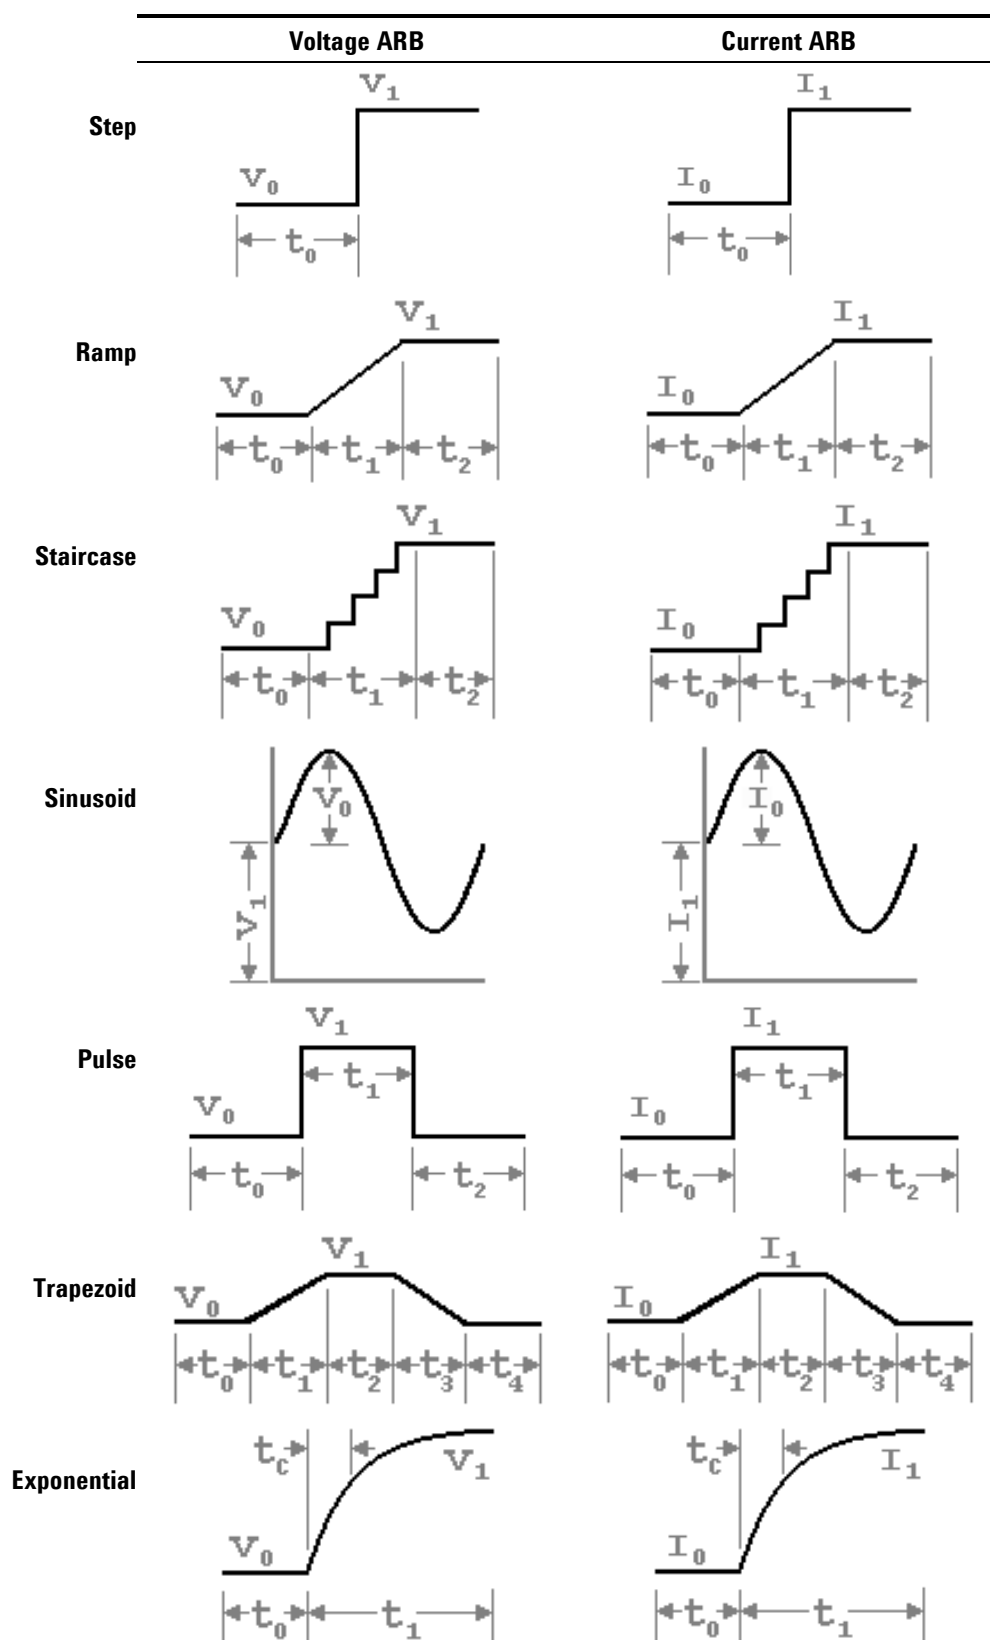 Voltage ARB Current ARB
V₁ I₁
Step
V₀ I₀
t₀ t₀
V₁ I₁
Ramp
V₀ I₀
t₀ t₁ t₂ t₀ t₁ t₂
V₁ I₁
Staircase
V₀ I₀
t₀ t₁ t₂ t₀ t₁ t₂
Sinusoid
V₀ I₀
V₁ I₁
V₁ I₁
Pulse
t₁ t₁
V₀ I₀
t₀ t₂ t₀ t₂
V₁ I₁
Trapezoid
V₀ I₀
t₀ t₁ t₂ t₃ t₄ t₀ t₁ t₂ t₃ t₄
t_C V₁ t_C I₁
Exponential
V₀ I₀
t₀ t₁ t₀ t₁